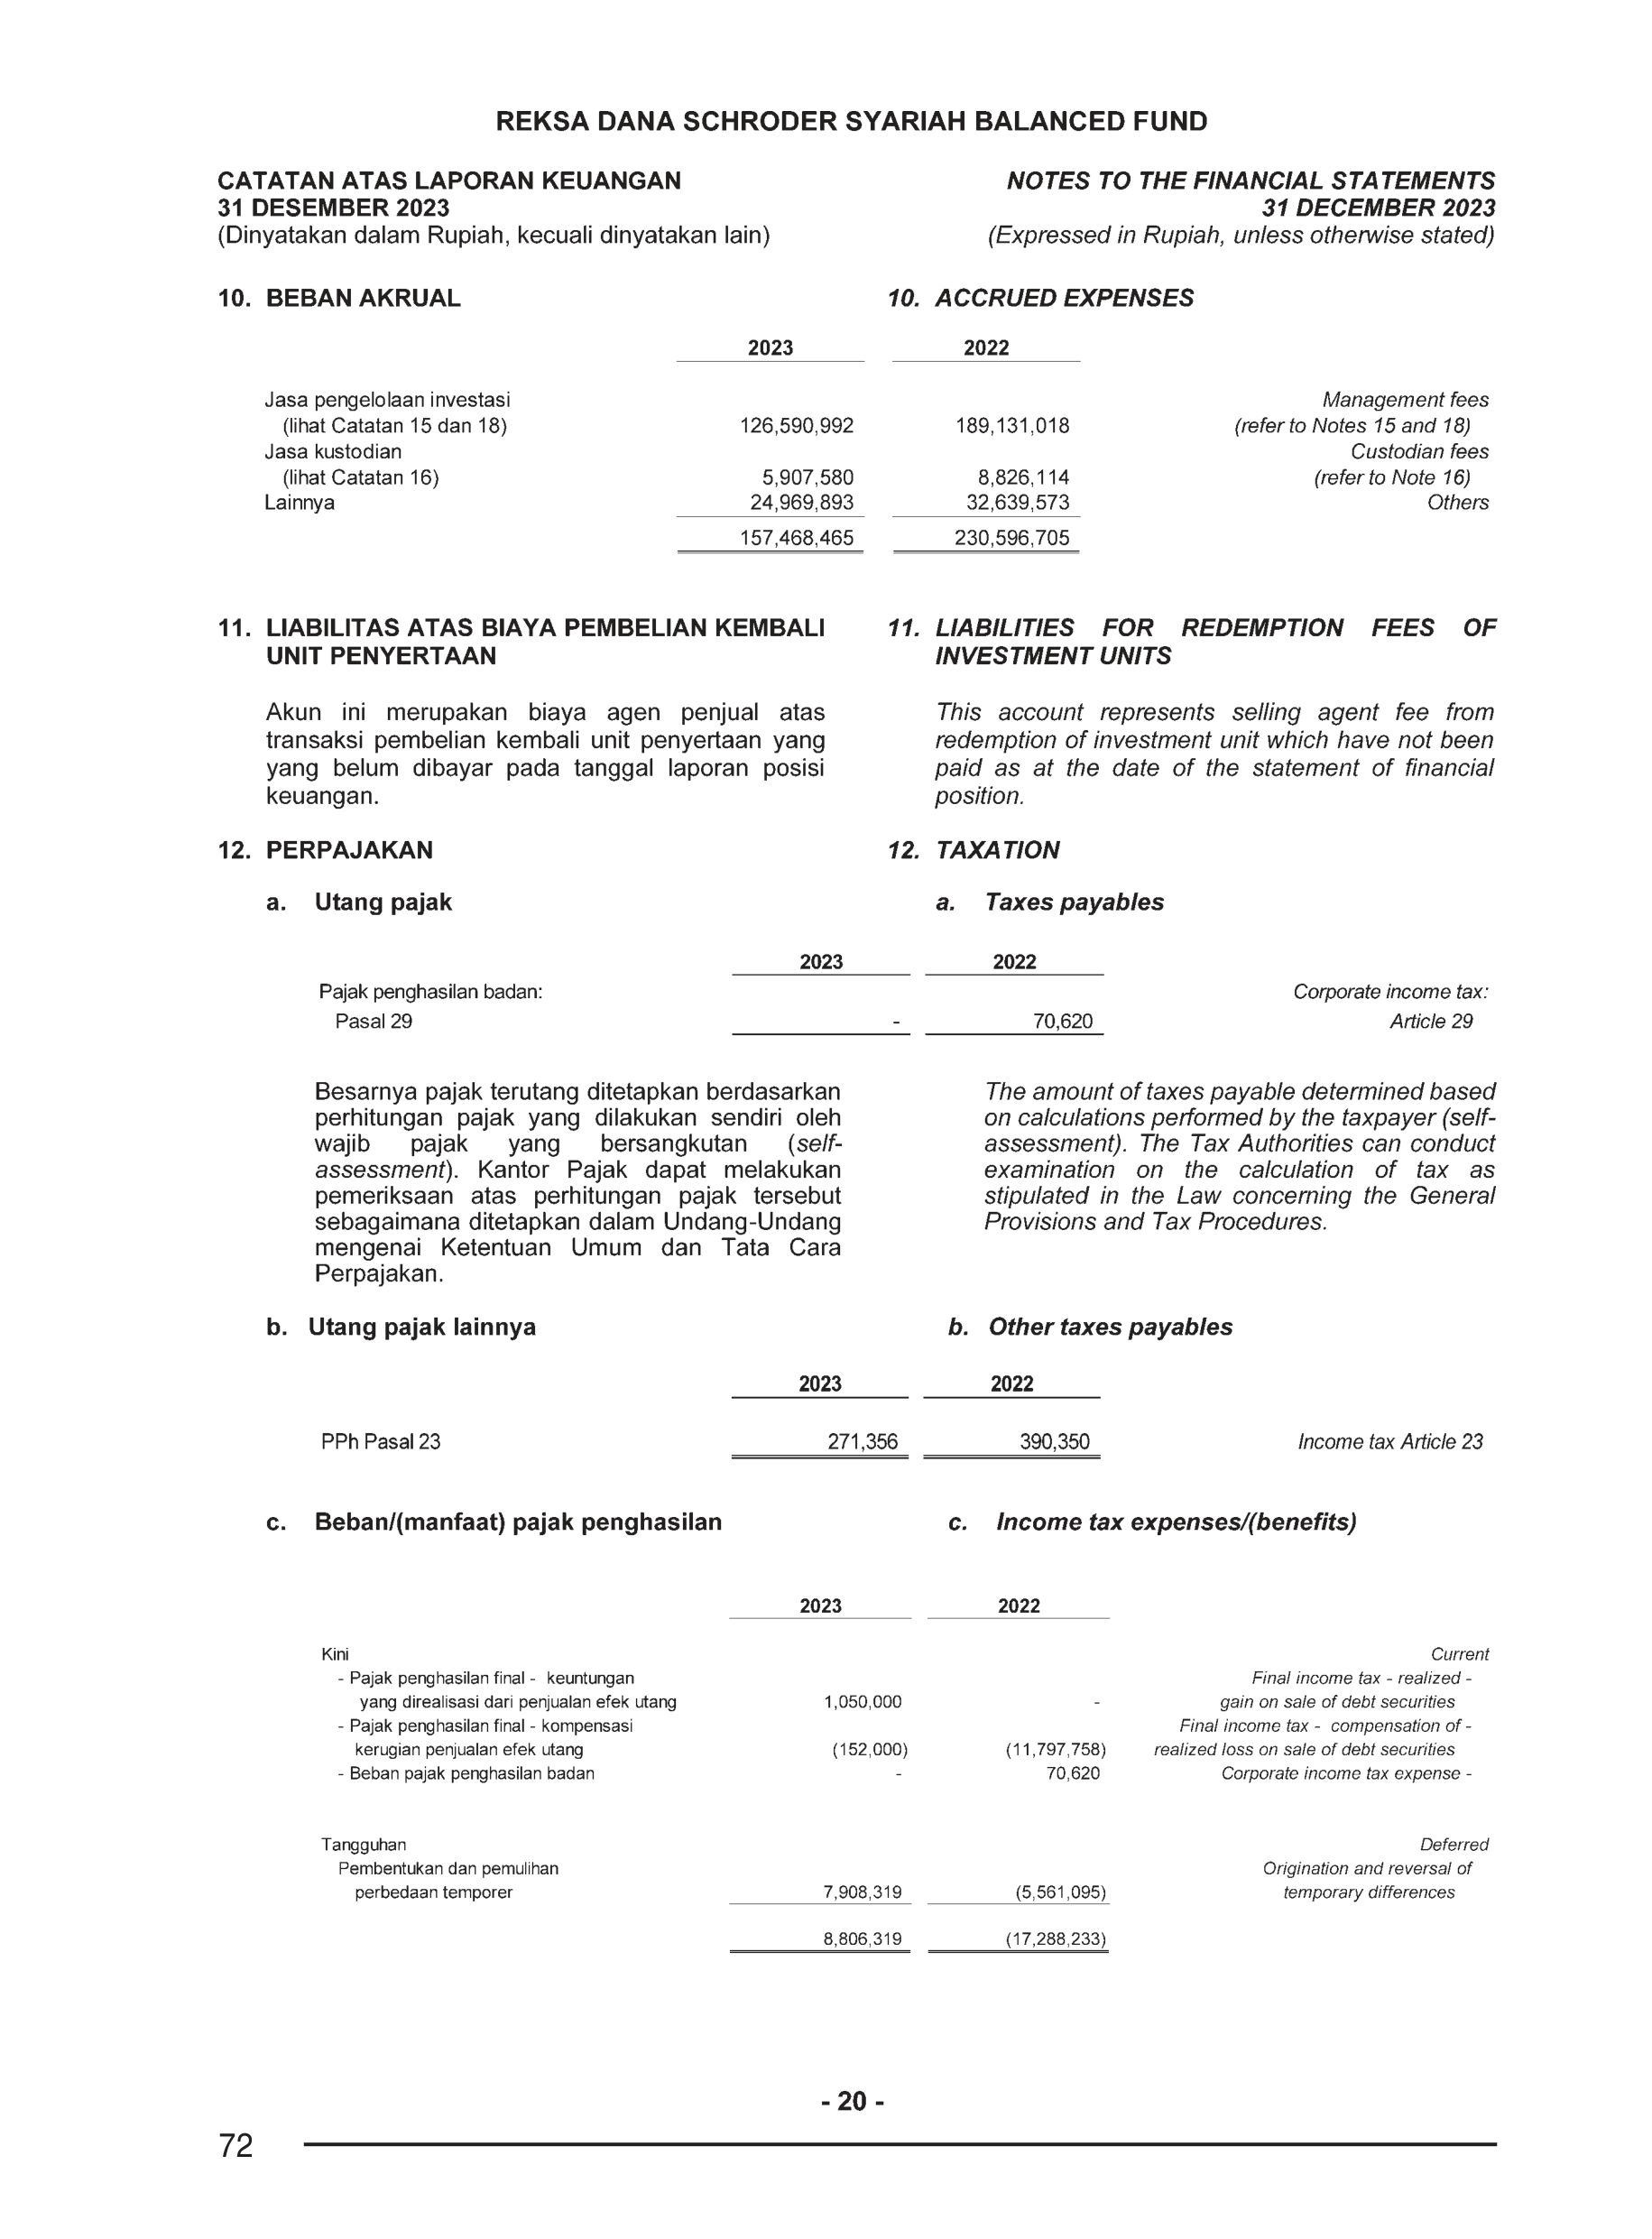 REKSA DANA SCHRODER SYARIAH BALANCED FUND
CATATAN ATAS LAPORAN KEUANGAN
31 DESEMBER 2023
(Dinyatakan dalam Rupiah, kecuali dinyatakan lain)
NOTES TO THE FINANCIAL STATEMENTS
31 DECEMBER 2023
(Expressed in Rupiah, unless otherwise stated)
10. BEBAN AKRUAL
10. ACCRUED EXPENSES
2023 2022
Jasa pengelolaan investasi Management fees
(lihat Catatan 15 dan 18) 126,590,992 189,131,018 (refer to Notes 15 and 18)
Jasa kustodian Custodian fees
(lihat Catatan 16) 5,907,580 8,826,114 (refer to Note 16)
Lainnya 24,969,893 32,639,573 Others
157,468,465 230,596,705
11. LIABILITAS ATAS BIAYA PEMBELIAN KEMBALI
UNIT PENYERTAAN
11. LIABILITIES FOR REDEMPTION FEES OF
INVESTMENT UNITS
Akun ini merupakan biaya agen penjual atas
transaksi pembelian kembali unit penyertaan yang
yang belum dibayar pada tanggal laporan posisi
keuangan.
This account represents selling agent fee from
redemption of investment unit which have not been
paid as at the date of the statement of financial
position.
12. PERPAJAKAN
12. TAXATION
a. Utang pajak
a. Taxes payables
2023 2022
Pajak penghasilan badan: Corporate income tax:
Pasal 29 - 70,620 Article 29
Besarnya pajak terutang ditetapkan berdasarkan
perhitungan pajak yang dilakukan sendiri oleh
wajib pajak yang bersangkutan (self-
assessment). Kantor Pajak dapat melakukan
pemeriksaan atas perhitungan pajak tersebut
sebagaimana ditetapkan dalam Undang-Undang
mengenai Ketentuan Umum dan Tata Cara
Perpajakan.
The amount of taxes payable determined based
on calculations performed by the taxpayer (self-
assessment). The Tax Authorities can conduct
examination on the calculation of tax as
stipulated in the Law concerning the General
Provisions and Tax Procedures.
b. Utang pajak lainnya
b. Other taxes payables
2023 2022
PPh Pasal 23 271,356 390,350 Income tax Article 23
c. Beban/(manfaat) pajak penghasilan
c. Income tax expenses/(benefits)
2023 2022
Kini Current
- Pajak penghasilan final - keuntungan Final income tax - realized -
yang direalisasi dari penjualan efek utang 1,050,000 - gain on sale of debt securities
- Pajak penghasilan final - kompensasi Final income tax - compensation of -
kerugian penjualan efek utang (152,000) (11,797,758) realized loss on sale of debt securities
- Beban pajak penghasilan badan - 70,620 Corporate income tax expense -
Tangguhan Deferred
Pembentukan dan pemulihan Origination and reversal of
perbedaan temporer 7,908,319 (5,561,095) temporary differences
8,806,319 (17,288,233)
- 20 -
72